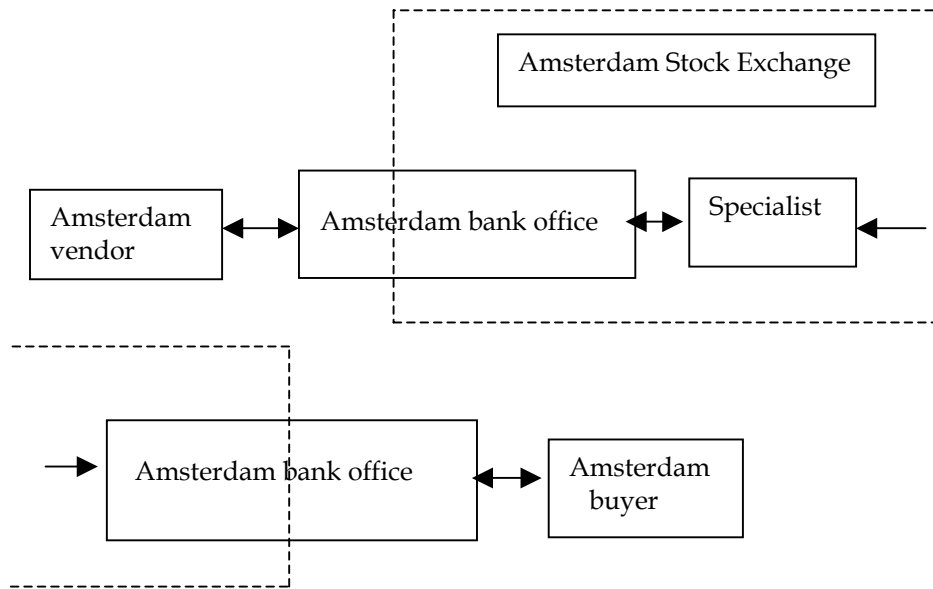 Amsterdam Stock Exchange
Amsterdam
vendor
Amsterdam bank office
Specialist
Amsterdam bank office
Amsterdam
buyer